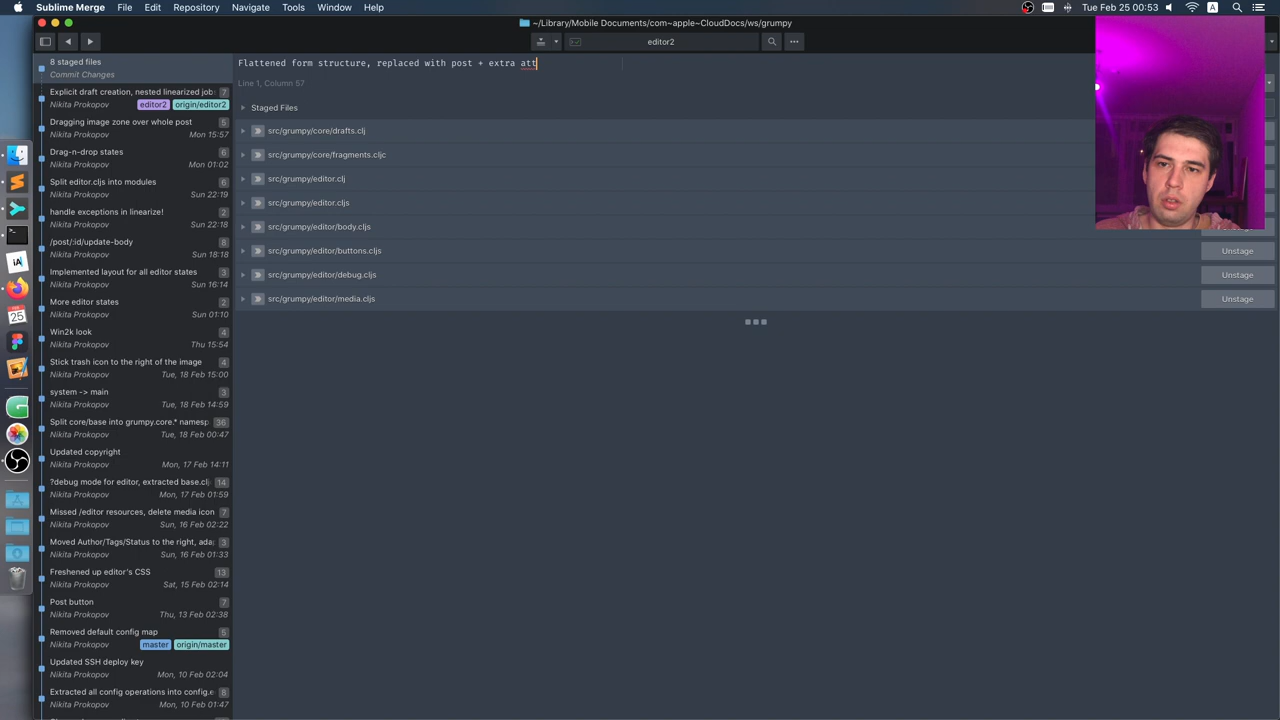 Sublime Merge File Edit Repository Navigate Tools Window Help Tue Feb 25 00:53
~/Library/Mobile Documents/com~apple~CloudDocs/ws/grumpy
editor2
8 staged files
Commit Changes
Explicit draft creation, nested linearized job
Nikita Prokopov editor2 origin/editor2
Dragging image zone over whole post 5
Nikita Prokopov Mon 15:57
Drag-n-drop states 6
Nikita Prokopov Mon 01:02
Split editor.cljs into modules 6
Nikita Prokopov Sun 22:19
handle exceptions in linearize! 2
Nikita Prokopov Sun 22:18
/post/:id/update-body 8
Nikita Prokopov Sun 18:18
Implemented layout for all editor states 3
Nikita Prokopov Sun 16:14
More editor states 2
Nikita Prokopov Sun 01:10
Win2k look 4
Nikita Prokopov Thu 15:54
Stick trash icon to the right of the image 4
Nikita Prokopov Tue, 18 Feb 15:00
system -> main 3
Nikita Prokopov Tue, 18 Feb 14:59
Split core/base into grumpy.core.* namesp 36
Nikita Prokopov Tue, 18 Feb 00:47
Updated copyright
Nikita Prokopov Mon, 17 Feb 14:11
?debug mode for editor, extracted base.clj 14
Nikita Prokopov Mon, 17 Feb 01:59
Missed /editor resources, delete media icon 7
Nikita Prokopov Sun, 16 Feb 02:22
Moved Author/Tags/Status to the right, ada 3
Nikita Prokopov Sun, 16 Feb 01:33
Freshened up editor's CSS 13
Nikita Prokopov Sat, 15 Feb 02:14
Post button 7
Nikita Prokopov Thu, 13 Feb 02:38
Removed default config map 5
Nikita Prokopov master origin/master
Updated SSH deploy key
Nikita Prokopov Mon, 10 Feb 02:04
Extracted all config operations into config.c 8
Nikita Prokopov Mon, 10 Feb 01:47
Flattened form structure, replaced with post + extra att
Line 1, Column 57
Staged Files
src/grumpy/core/drafts.clj
src/grumpy/core/fragments.cljc
src/grumpy/editor.clj
src/grumpy/editor.cljs
src/grumpy/editor/body.cljs
src/grumpy/editor/buttons.cljs Unstage
src/grumpy/editor/debug.cljs Unstage
src/grumpy/editor/media.cljs Unstage